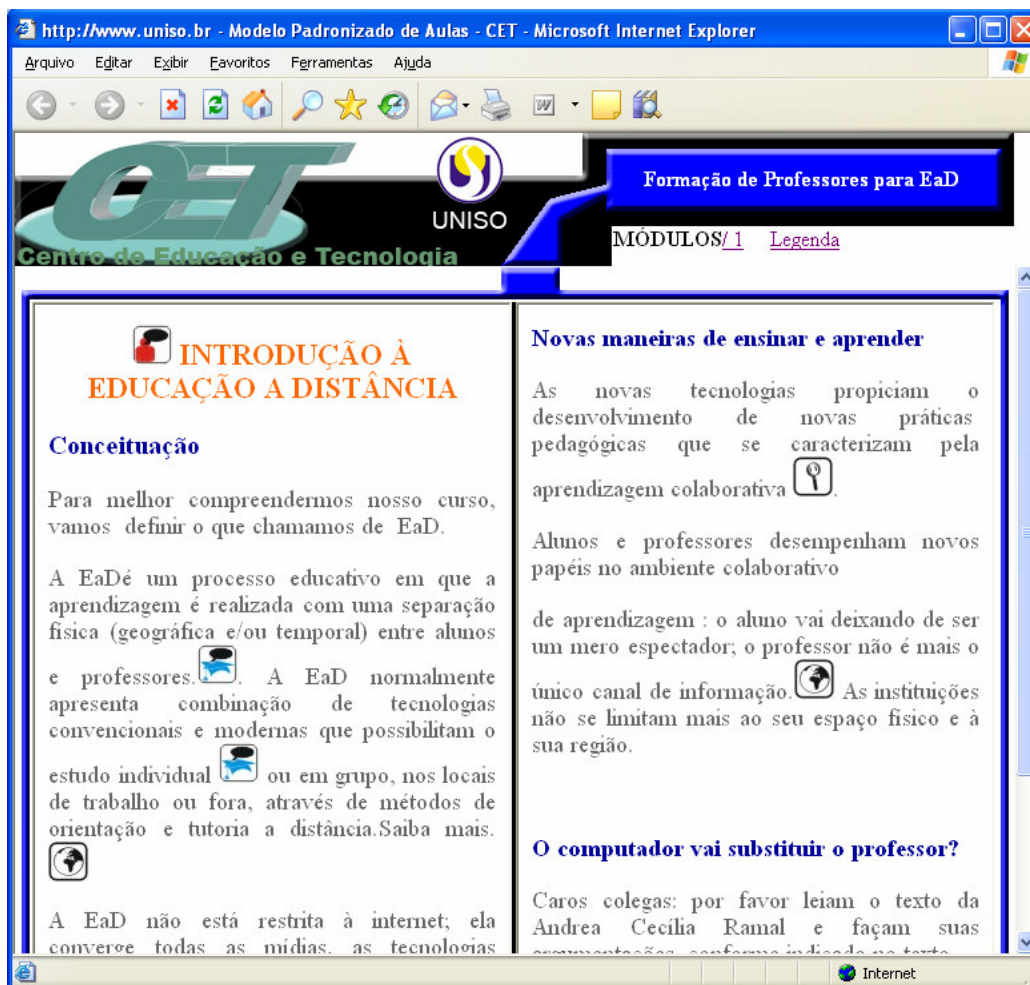 http://www.uniso.br - Modelo Padronizado de Aulas - CET - Microsoft Internet Explorer
Arquivo Editar Exibir Favoritos Ferramentas Ajuda
CET
UNISO
Centro de Educação e Tecnologia
Formação de Professores para EaD
MÓDULOS/ 1 Legenda
INTRODUÇÃO À
EDUCAÇÃO A DISTÂNCIA
Conceituação
Para melhor compreendermos nosso curso,
vamos definir o que chamamos de EaD.
A EaDé um processo educativo em que a
aprendizagem é realizada com uma separação
física (geográfica e/ou temporal) entre alunos
e professores. . A EaD normalmente
apresenta combinação de tecnologias
convencionais e modernas que possibilitam o
estudo individual ou em grupo, nos locais
de trabalho ou fora, através de métodos de
orientação e tutoria a distância.Saiba mais.
A EaD não está restrita à internet; ela
converge todas as mídias, as tecnologias
Novas maneiras de ensinar e aprender
As novas tecnologias propiciam o
desenvolvimento de novas práticas
pedagógicas que se caracterizam pela
aprendizagem colaborativa .
Alunos e professores desempenham novos
papéis no ambiente colaborativo
de aprendizagem : o aluno vai deixando de ser
um mero espectador; o professor não é mais o
único canal de informação. As instituições
não se limitam mais ao seu espaço físico e à
sua região.
O computador vai substituir o professor?
Caros colegas: por favor leiam o texto da
Andrea Cecília Ramal e façam suas
argumentações, conforme indicado no texto
Internet